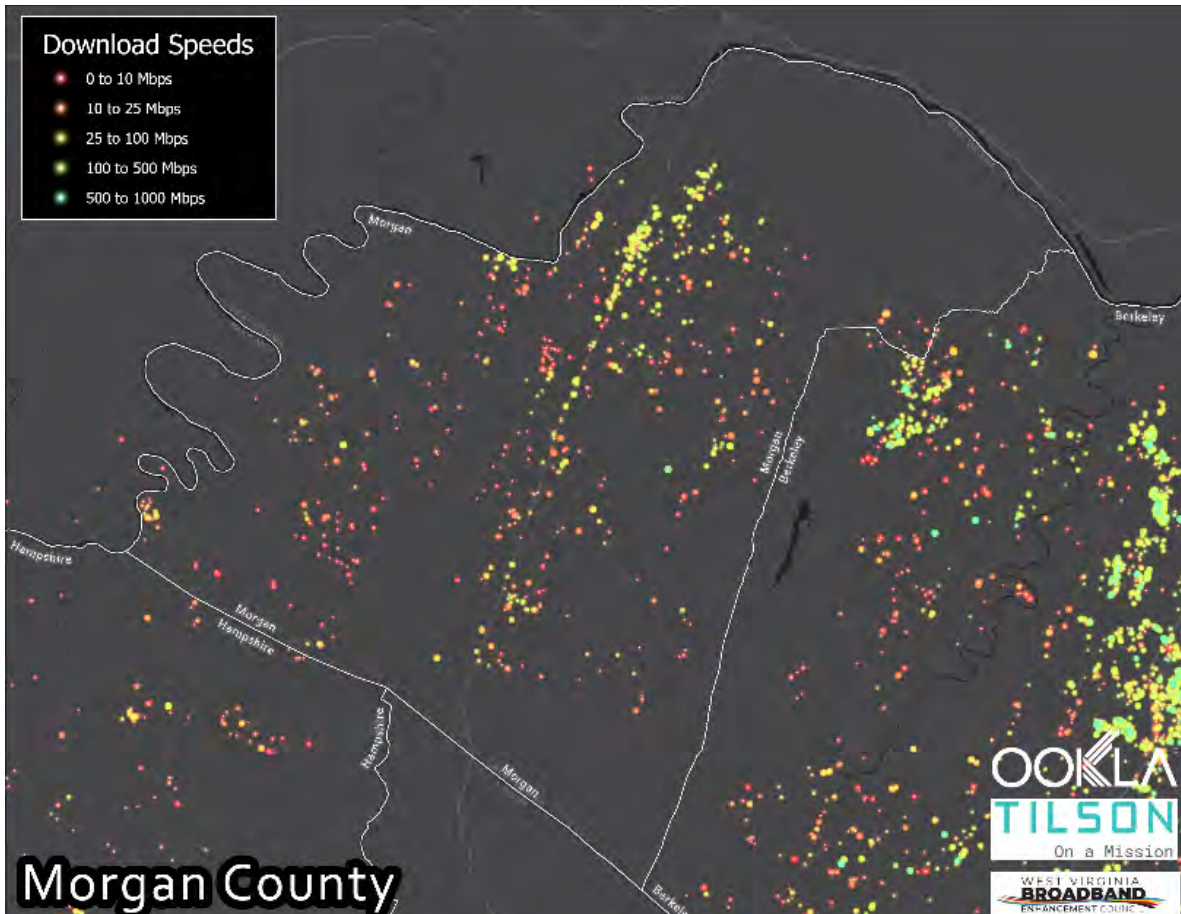 Download Speeds
0 to 10 Mbps
10 to 25 Mbps
25 to 100 Mbps
100 to 500 Mbps
500 to 1000 Mbps
Morgan
Berkeley
Morgan
Berkeley
Hampshire
Morgan
Hampshire
Hampshire
Morgan
Berkele
OOKLA
TILSON
On a Mission
WEST VIRGINIA
BROADBAND
ENHANCEMENT COUNCIL
Morgan County